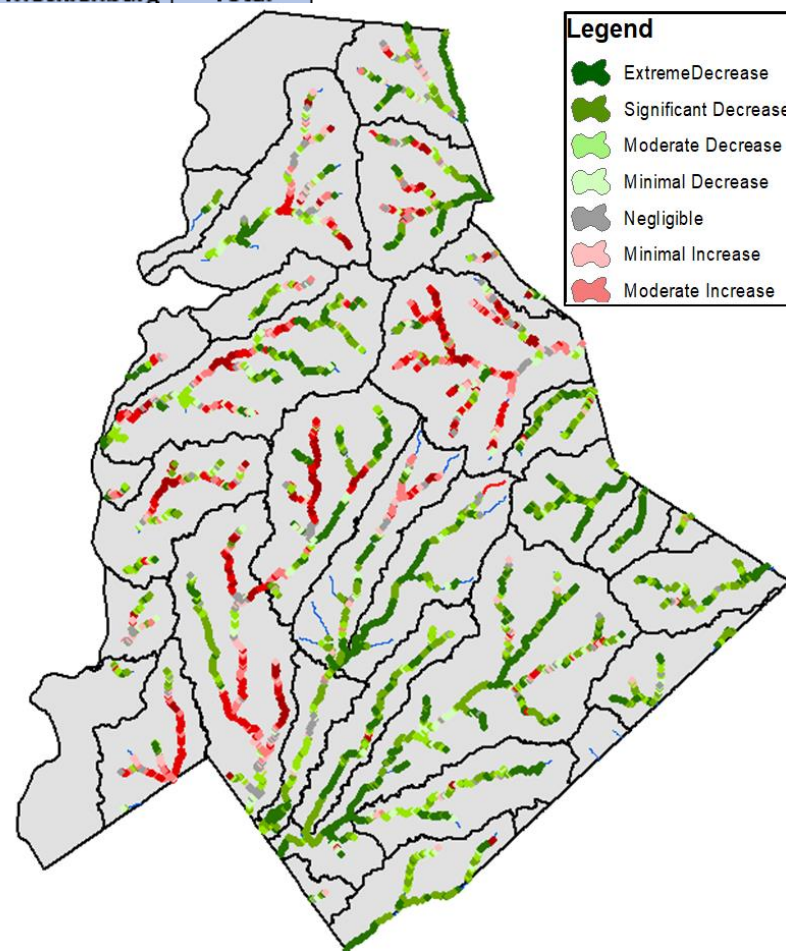 Legend
ExtremeDecrease
Significant Decrease
Moderate Decrease
Minimal Decrease
Negligible
Minimal Increase
Moderate Increase